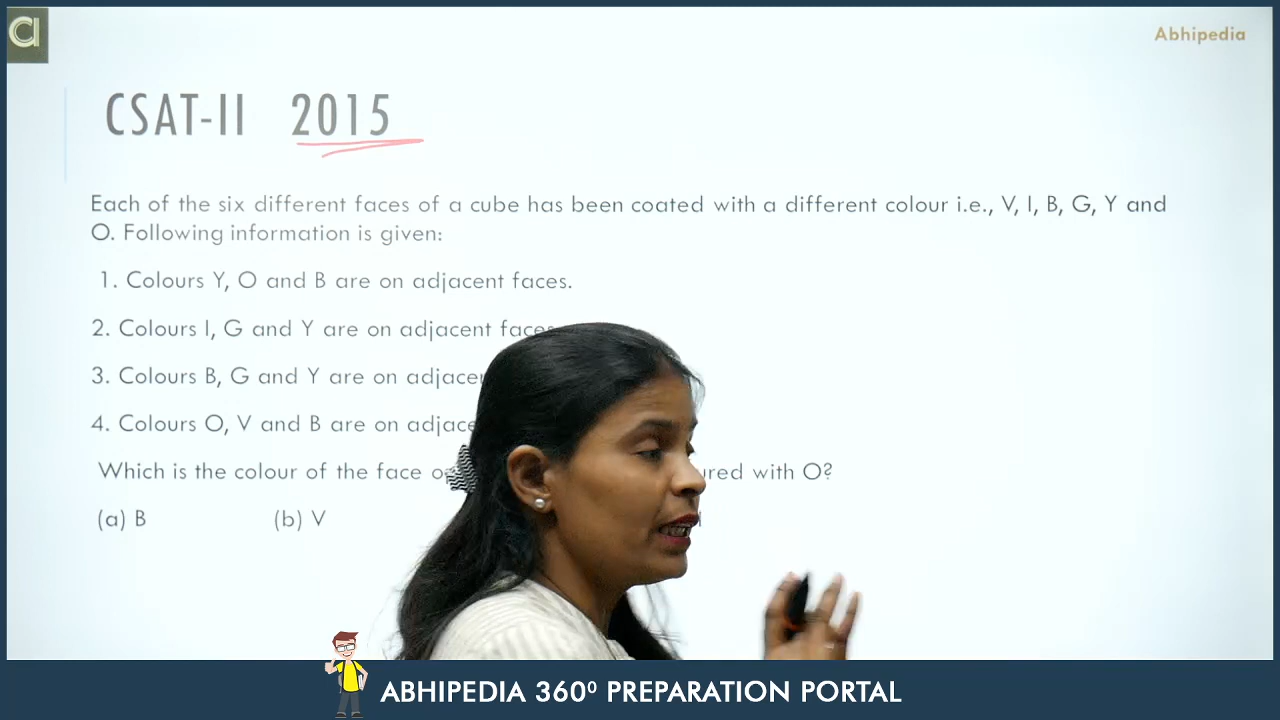 Abhipedia
CSAT-II 2015
Each of the six different faces of a cube has been coated with a different colour i.e., V, I, B, G, Y and
O. Following information is given:
1. Colours Y, O and B are on adjacent faces.
2. Colours I, G and Y are on adjacent faces
3. Colours B, G and Y are on
4. Colours O, V and B are on
Which is the colour of the face with O?
(a) B (b) V
ABHIPEDIA 360⁰ PREPARATION PORTAL